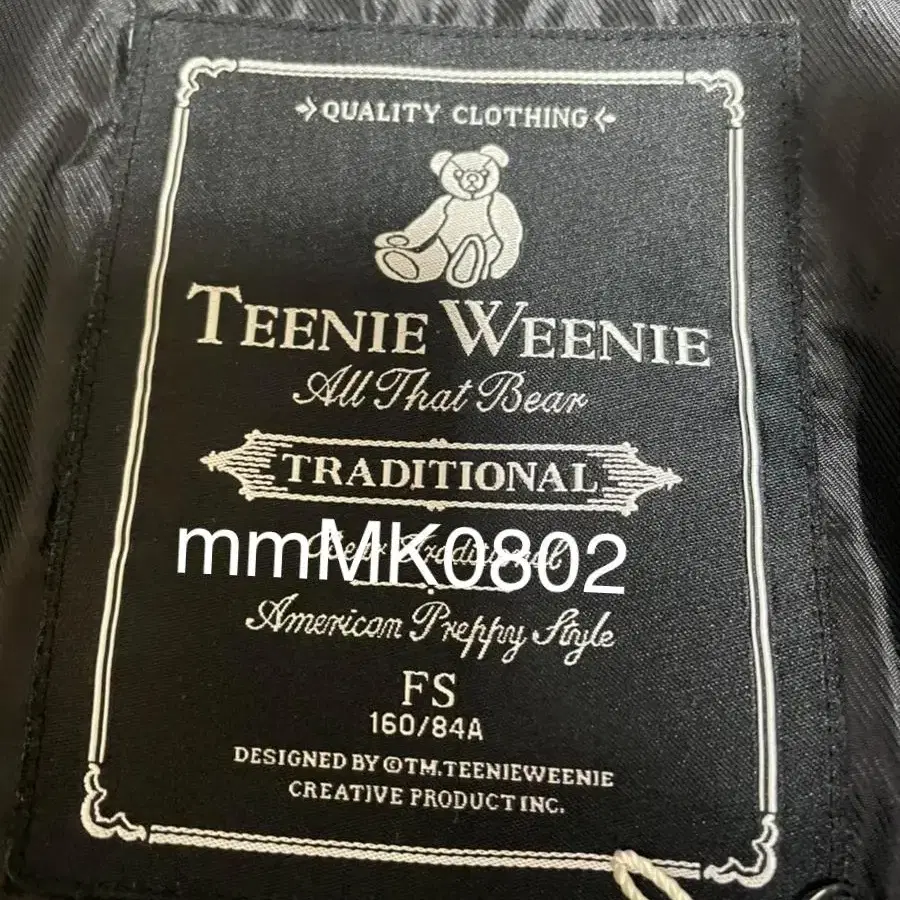 QUALITY CLOTHING
TEENIE WEENIE
All That Bear
TRADITIONAL
mmMK0802
American Preppy Style
FS
160/84A
DESIGNED BY ©TM.TEENIEWEENIE
CREATIVE PRODUCT INC.